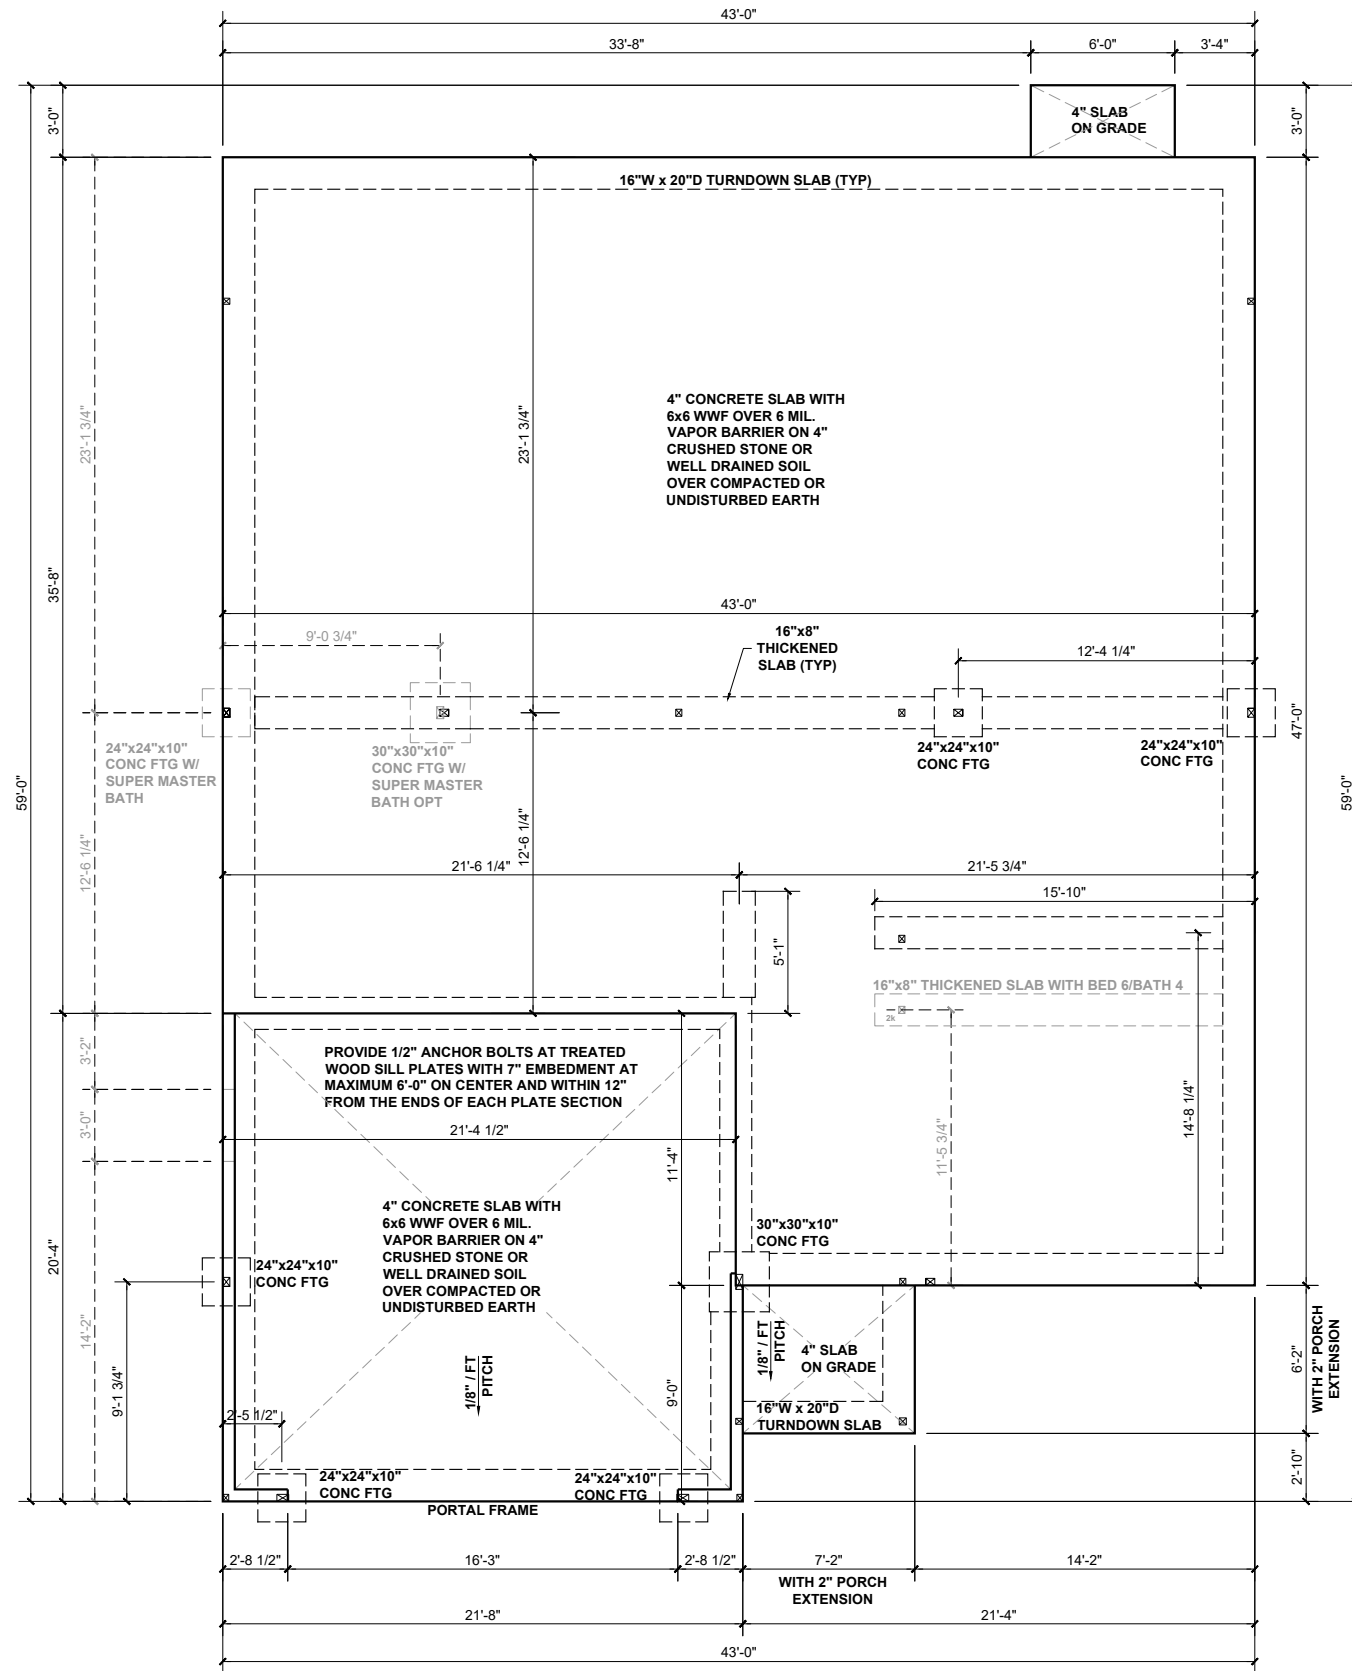 43'-0"
33'-8"
6'-0"
3'-4"
3'-0"
4" SLAB
ON GRADE
3'-0"
16"W x 20"D TURNDOWN SLAB (TYP)
23'-1 3/4"
23'-1 3/4"
4" CONCRETE SLAB WITH
6x6 WWF OVER 6 MIL.
VAPOR BARRIER ON 4"
CRUSHED STONE OR
WELL DRAINED SOIL
OVER COMPACTED OR
UNDISTURBED EARTH
35'-8"
43'-0"
9'-0 3/4"
16"x8"
THICKENED
SLAB (TYP)
12'-4 1/4"
47'-0"
24"x24"x10"
CONC FTG W/
SUPER MASTER
BATH
30"x30"x10"
CONC FTG W/
SUPER MASTER
BATH OPT
24"x24"x10"
CONC FTG
24"x24"x10"
CONC FTG
59'-0"
59'-0"
12'-6 1/4"
12'-6 1/4"
21'-6 1/4"
21'-5 3/4"
15'-10"
5'-1"
16"x8" THICKENED SLAB WITH BED 6/BATH 4
2k
3'-2"
PROVIDE 1/2" ANCHOR BOLTS AT TREATED
WOOD SILL PLATES WITH 7" EMBEDMENT AT
MAXIMUM 6'-0" ON CENTER AND WITHIN 12"
FROM THE ENDS OF EACH PLATE SECTION
3'-0"
21'-4 1/2"
11'-4"
11'-5 3/4"
14'-8 1/4"
4" CONCRETE SLAB WITH
6x6 WWF OVER 6 MIL.
VAPOR BARRIER ON 4"
CRUSHED STONE OR
WELL DRAINED SOIL
OVER COMPACTED OR
UNDISTURBED EARTH
20'-4"
30"x30"x10"
CONC FTG
24"x24"x10"
CONC FTG
14'-2"
9'-1 3/4"
1/8" / FT
PITCH
1/8" / FT
PITCH
4" SLAB
ON GRADE
6'-2"
WITH 2" PORCH
EXTENSION
9'-0"
2'-5 1/2"
16"W x 20"D
TURNDOWN SLAB
24"x24"x10"
CONC FTG
24"x24"x10"
CONC FTG
2'-10"
PORTAL FRAME
2'-8 1/2"
16'-3"
2'-8 1/2"
7'-2"
14'-2"
WITH 2" PORCH
EXTENSION
21'-8"
21'-4"
43'-0"